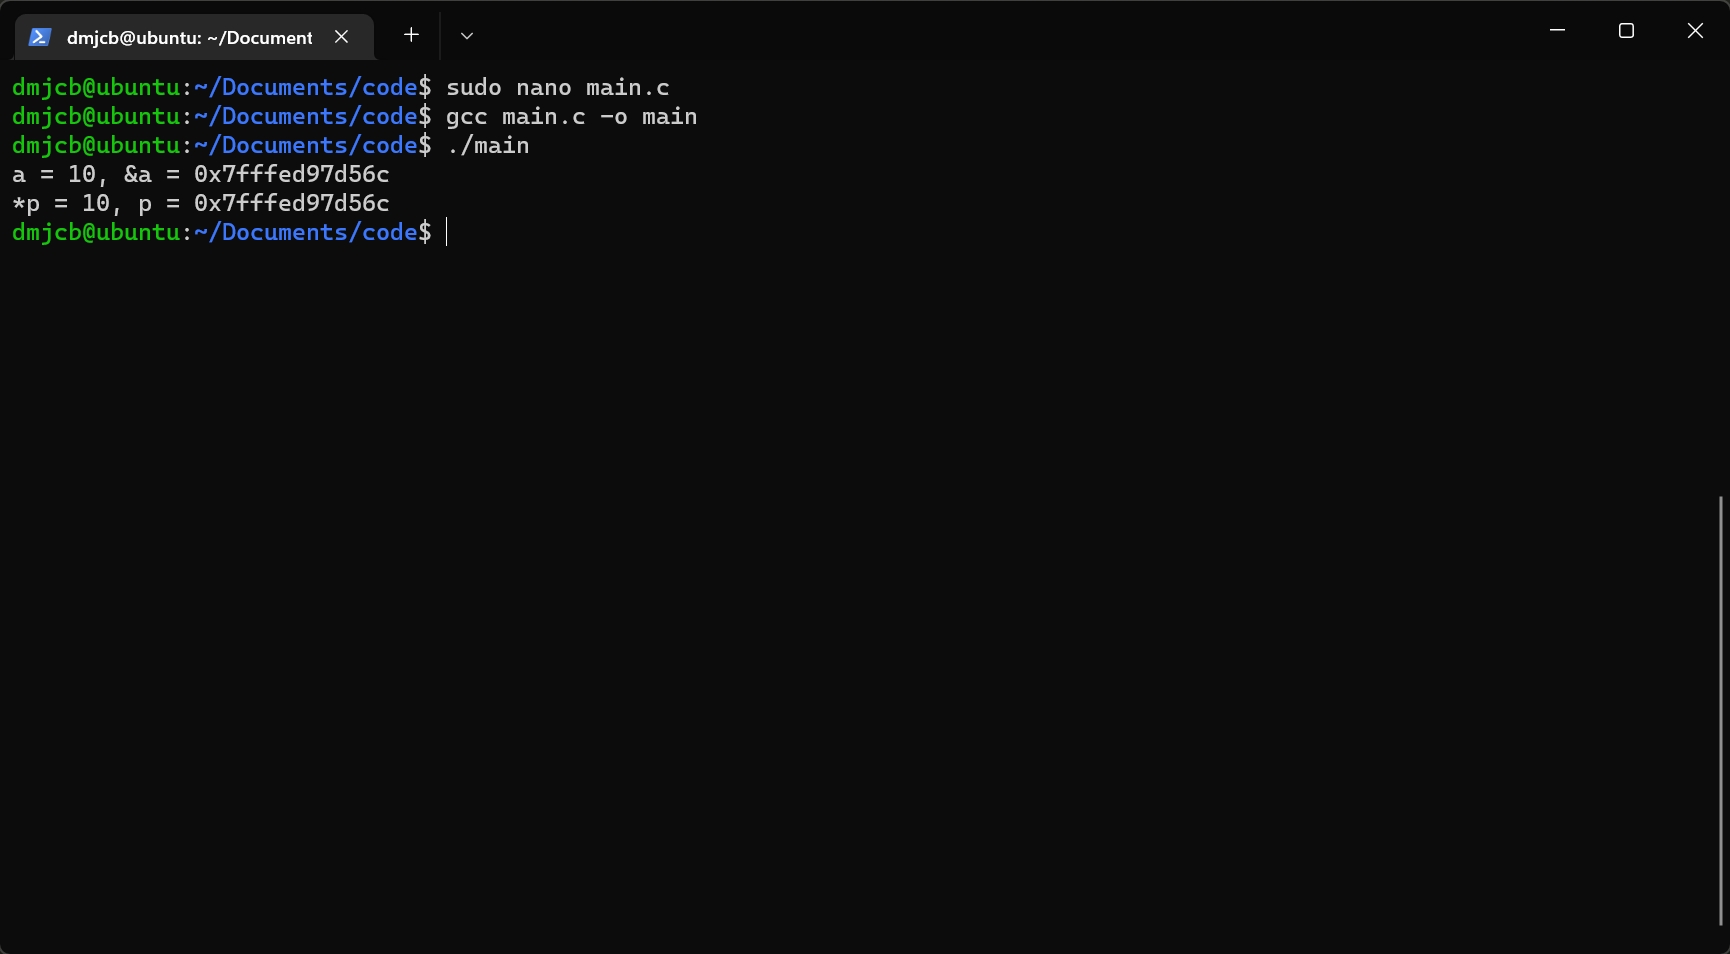 dmjcb@ubuntu: ~/Document
dmjcb@ubuntu:~/Documents/code$ sudo nano main.c
dmjcb@ubuntu:~/Documents/code$ gcc main.c -o main
dmjcb@ubuntu:~/Documents/code$ ./main
a = 10, &a = 0x7fffed97d56c
*p = 10, p = 0x7fffed97d56c
dmjcb@ubuntu:~/Documents/code$